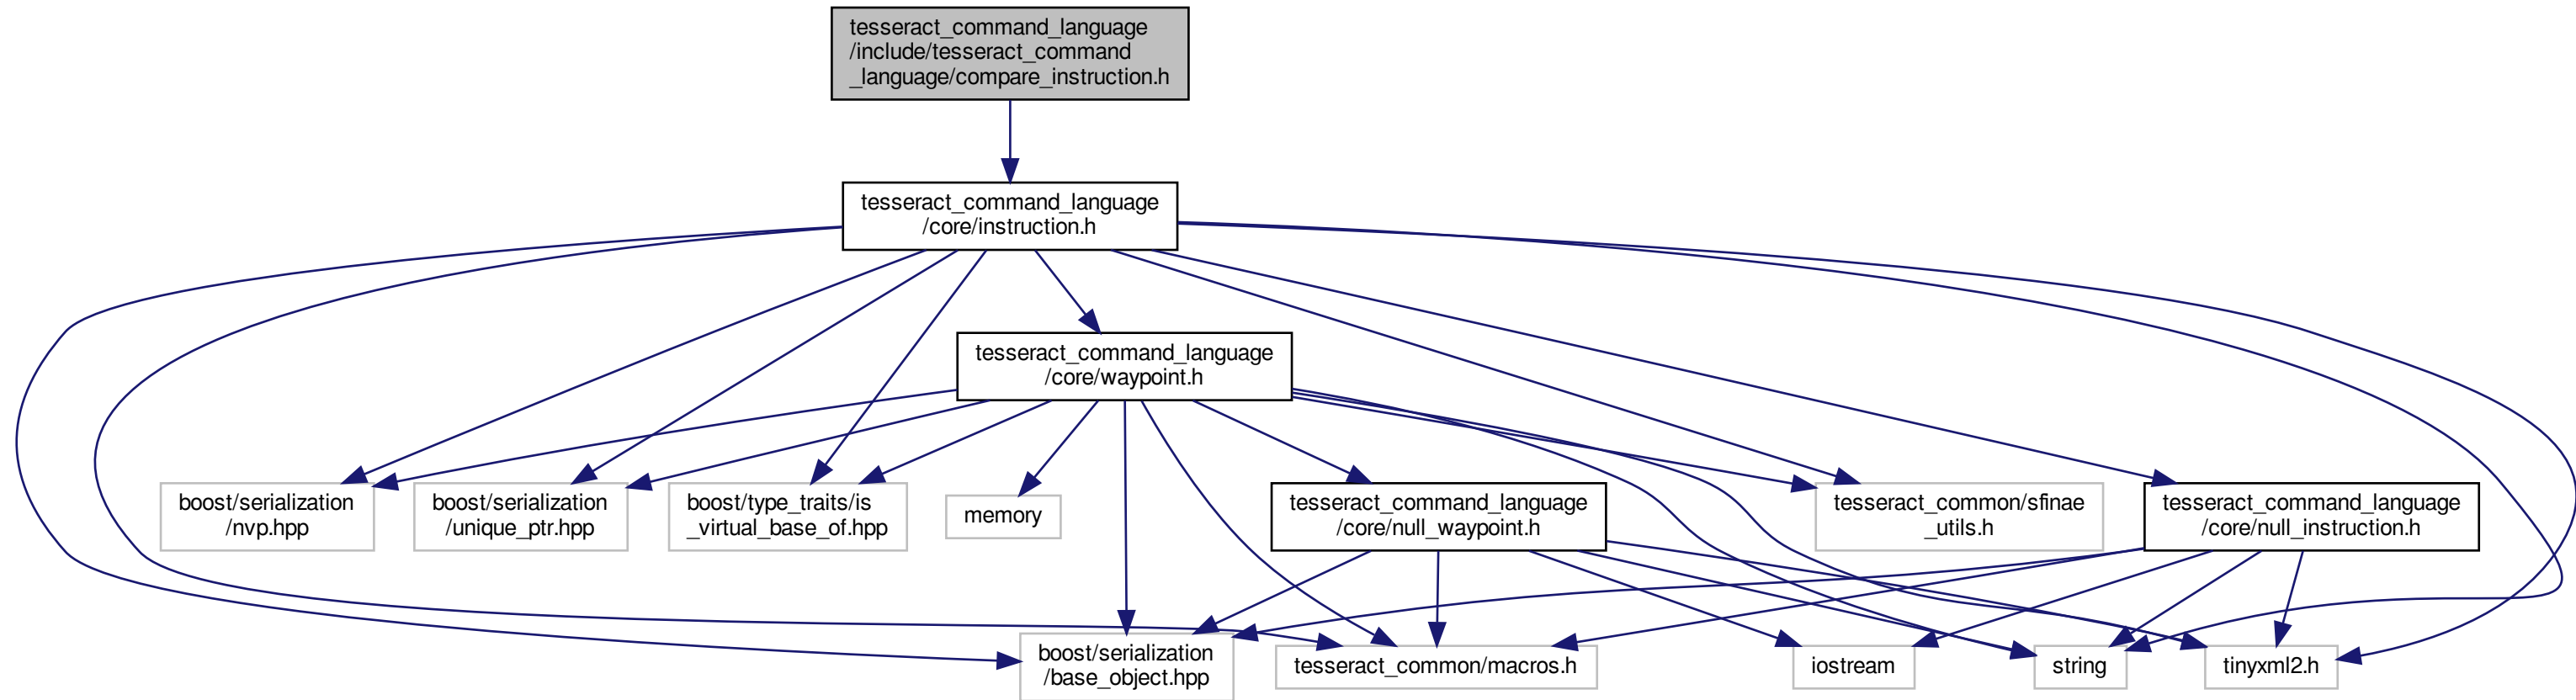 tesseract_command_language
/include/tesseract_command
_language/compare_instruction.h
tesseract_command_language
/core/instruction.h
tesseract_command_language
/core/waypoint.h
boost/serialization
/nvp.hpp
boost/serialization
/unique_ptr.hpp
boost/type_traits/is
_virtual_base_of.hpp
memory
tesseract_command_language
/core/null_waypoint.h
tesseract_common/sfinae
_utils.h
tesseract_command_language
/core/null_instruction.h
boost/serialization
/base_object.hpp
tesseract_common/macros.h
iostream
string
tinyxml2.h